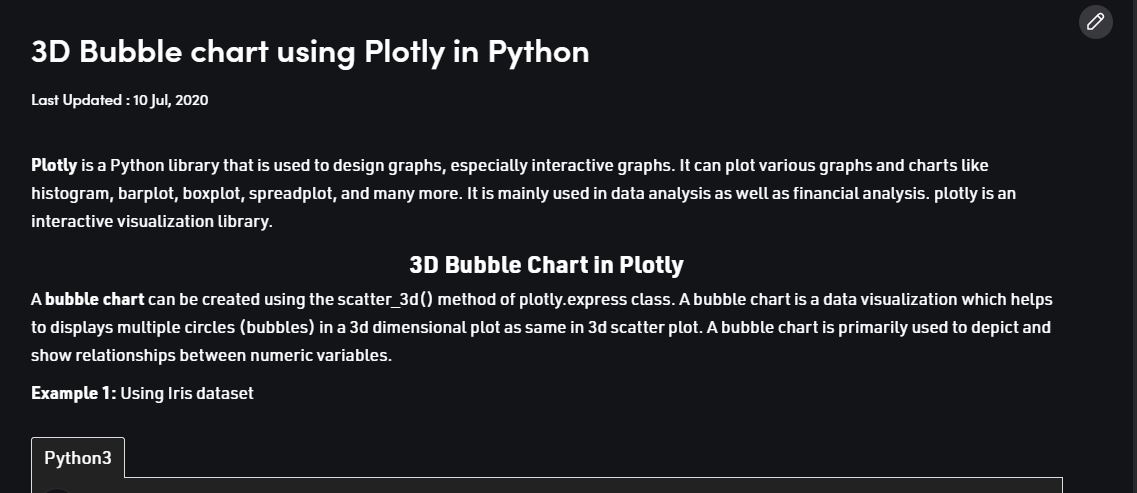 3D Bubble chart using Plotly in Python
Last Updated : 10 Jul, 2020
Plotly is a Python library that is used to design graphs, especially interactive graphs. It can plot various graphs and charts like
histogram, barplot, boxplot, spreadplot, and many more. It is mainly used in data analysis as well as financial analysis. plotly is an
interactive visualization library.
3D Bubble Chart in Plotly
A bubble chart can be created using the scatter_3d() method of plotly.express class. A bubble chart is a data visualization which helps
to displays multiple circles (bubbles) in a 3d dimensional plot as same in 3d scatter plot. A bubble chart is primarily used to depict and
show relationships between numeric variables.
Example 1: Using Iris dataset
Python3